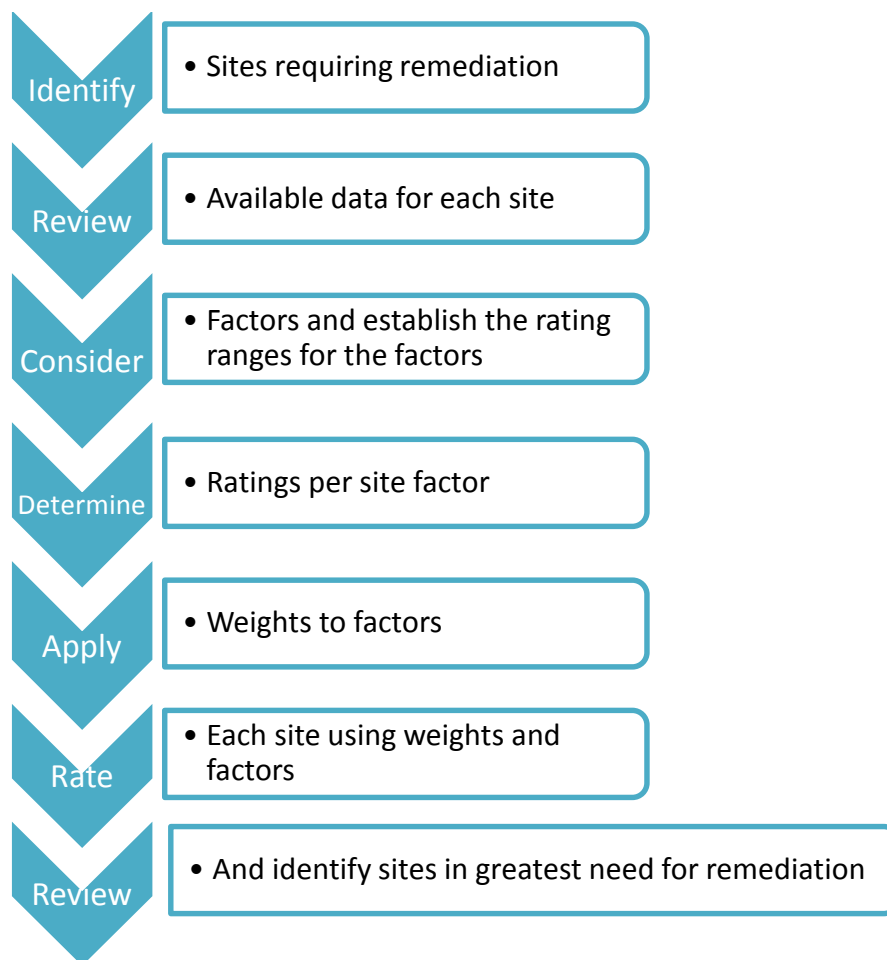 Identify
• Sites requiring remediation
Review
• Available data for each site
Consider
• Factors and establish the rating
ranges for the factors
Determine
• Ratings per site factor
Apply
• Weights to factors
Rate
• Each site using weights and
factors
Review
• And identify sites in greatest need for remediation